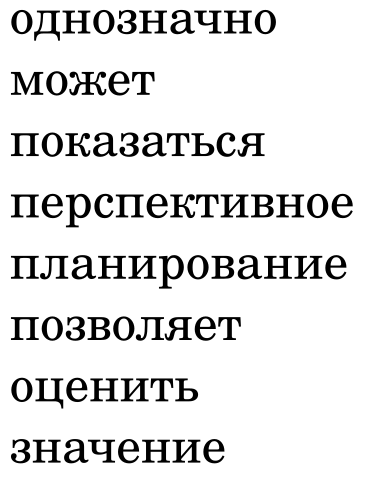 однозначно
может
показаться
перспективное
планирование
позволяет
оценить
значение